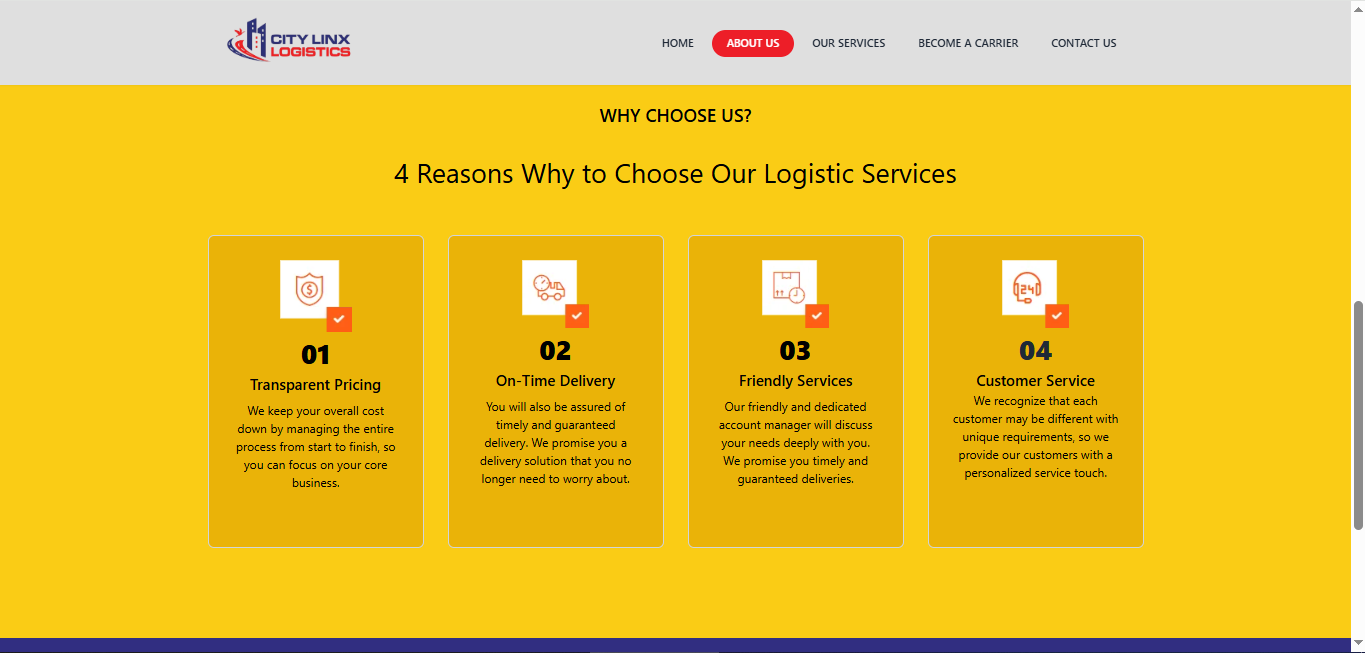 CITY LINX
LOGISTICS
HOME
ABOUT US
OUR SERVICES
BECOME A CARRIER
CONTACT US
WHY CHOOSE US?
4 Reasons Why to Choose Our Logistic Services
$
01
Transparent Pricing
We keep your overall cost
down by managing the entire
process from start to finish, so
you can focus on your core
business.
02
On-Time Delivery
You will also be assured of
timely and guaranteed
delivery. We promise you a
delivery solution that you no
longer need to worry about.
03
Friendly Services
Our friendly and dedicated
account manager will discuss
your needs deeply with you.
We promise you timely and
guaranteed deliveries.
24
04
Customer Service
We recognize that each
customer may be different with
unique requirements, so we
provide our customers with a
personalized service touch.